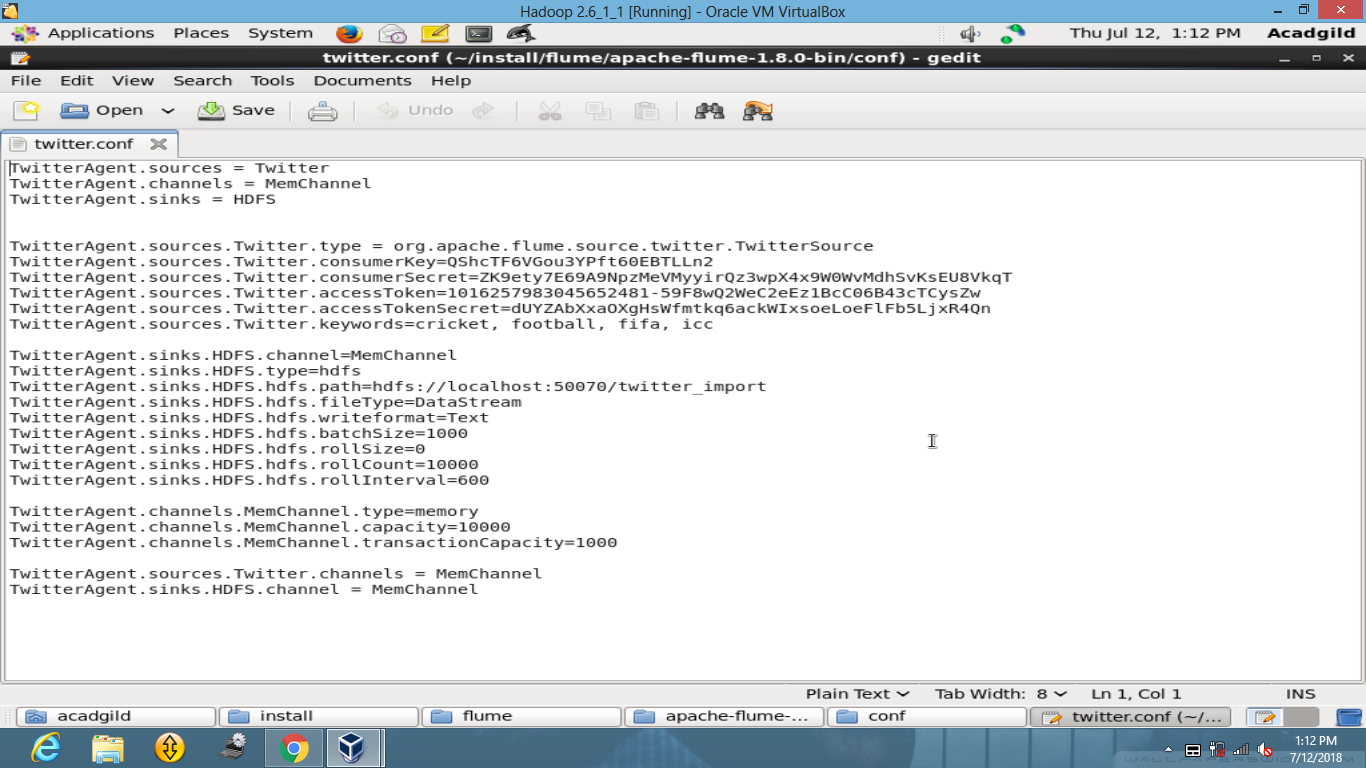 Hadoop 2.6_1_1 [Running] - Oracle VM VirtualBox
Applications Places System Thu Jul 12, 1:12 PM Acadgild
twitter.conf (~/install/flume/apache-flume-1.8.0-bin/conf) - gedit
File Edit View Search Tools Documents Help
Open Save Undo
twitter.conf
TwitterAgent.sources = Twitter
TwitterAgent.channels = MemChannel
TwitterAgent.sinks = HDFS
TwitterAgent.sources.Twitter.type = org.apache.flume.source.twitter.TwitterSource
TwitterAgent.sources.Twitter.consumerKey=QShcTF6VGou3YPft60EBTLLn2
TwitterAgent.sources.Twitter.consumerSecret=ZK9ety7E69A9NpzMeVMyyirQz3wpX4x9W0WvMdhSvKsEU8VkqT
TwitterAgent.sources.Twitter.accessToken=1016257983045652481-59F8wQ2WeC2eEz1BcC06B43cTCysZw
TwitterAgent.sources.Twitter.accessTokenSecret=dUYZAbXxaOXgHsWfmtkq6ackWIxsoeLoeFlFb5LjxR4Qn
TwitterAgent.sources.Twitter.keywords=cricket, football, fifa, icc
TwitterAgent.sinks.HDFS.channel=MemChannel
TwitterAgent.sinks.HDFS.type=hdfs
TwitterAgent.sinks.HDFS.hdfs.path=hdfs://localhost:50070/twitter_import
TwitterAgent.sinks.HDFS.hdfs.fileType=DataStream
TwitterAgent.sinks.HDFS.hdfs.writeformat=Text
TwitterAgent.sinks.HDFS.hdfs.batchSize=1000
TwitterAgent.sinks.HDFS.hdfs.rollSize=0
TwitterAgent.sinks.HDFS.hdfs.rollCount=10000
TwitterAgent.sinks.HDFS.hdfs.rollInterval=600
TwitterAgent.channels.MemChannel.type=memory
TwitterAgent.channels.MemChannel.capacity=10000
TwitterAgent.channels.MemChannel.transactionCapacity=1000
TwitterAgent.sources.Twitter.channels = MemChannel
TwitterAgent.sinks.HDFS.channel = MemChannel
Plain Text Tab Width: 8 Ln 1, Col 1 INS
acadgild install flume apache-flume-... conf twitter.conf (~/...
1:12 PM
7/12/2018